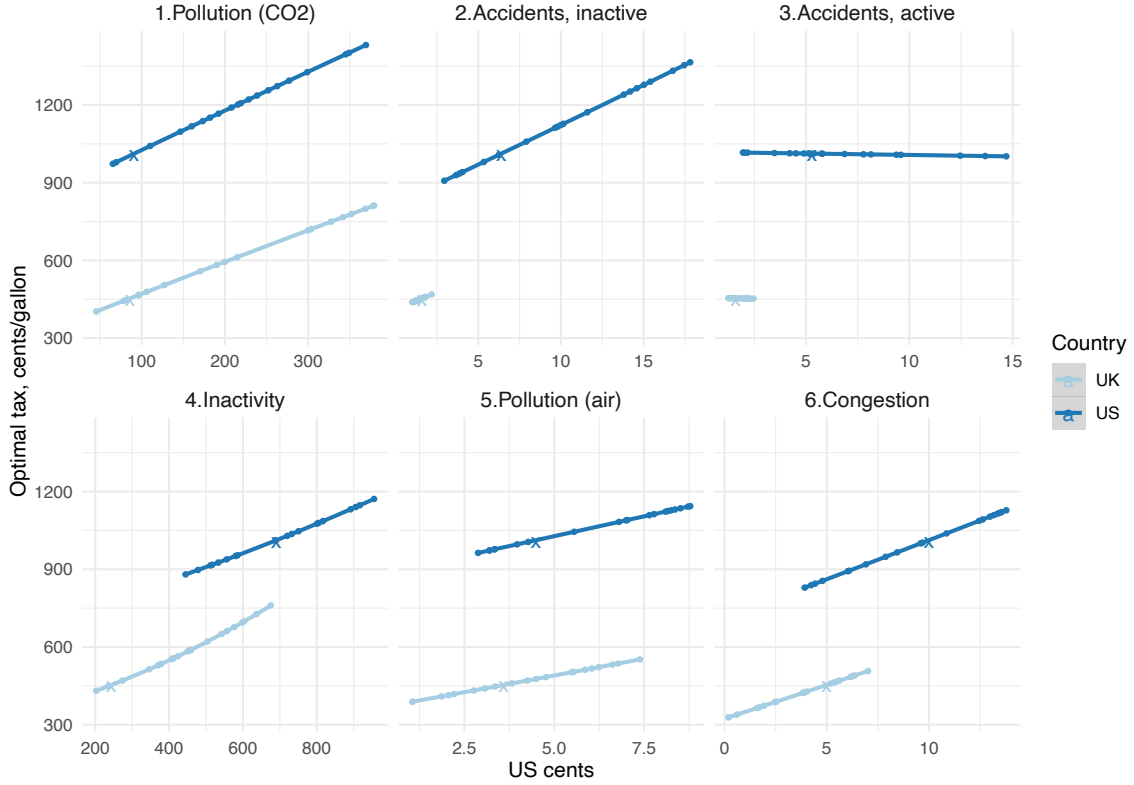 1.Pollution (CO2)
2.Accidents, inactive
3.Accidents, active
1200
900
600
300
100 200 300
5 10 15
5 10 15
Optimal tax, cents/gallon
4.Inactivity
5.Pollution (air)
6.Congestion
1200
900
600
300
200 400 600 800
2.5 5.0 7.5
0 5 10
US cents
Country
a UK
a US
x
x
x
x
x
x
x
x
x
x
x
x